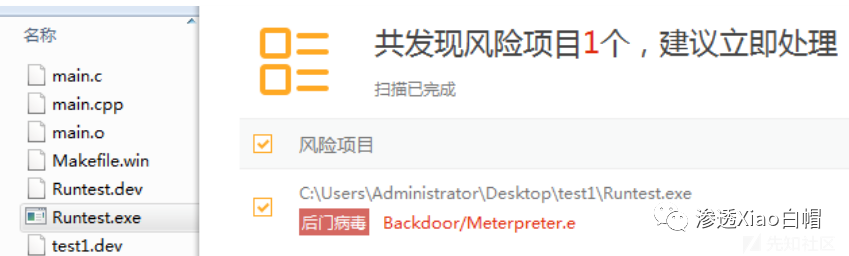 名称
main.c
main.cpp
main.o
Makefile.win
Runtest.dev
Runtest.exe
test1.dev
共发现风险项目1个，建议立即处理
扫描已完成
风险项目
C:\Users\Administrator\Desktop\test1\Runtest.exe
后门病毒 Backdoor/Meterpreter.e
渗透Xiao白帽
先知社区